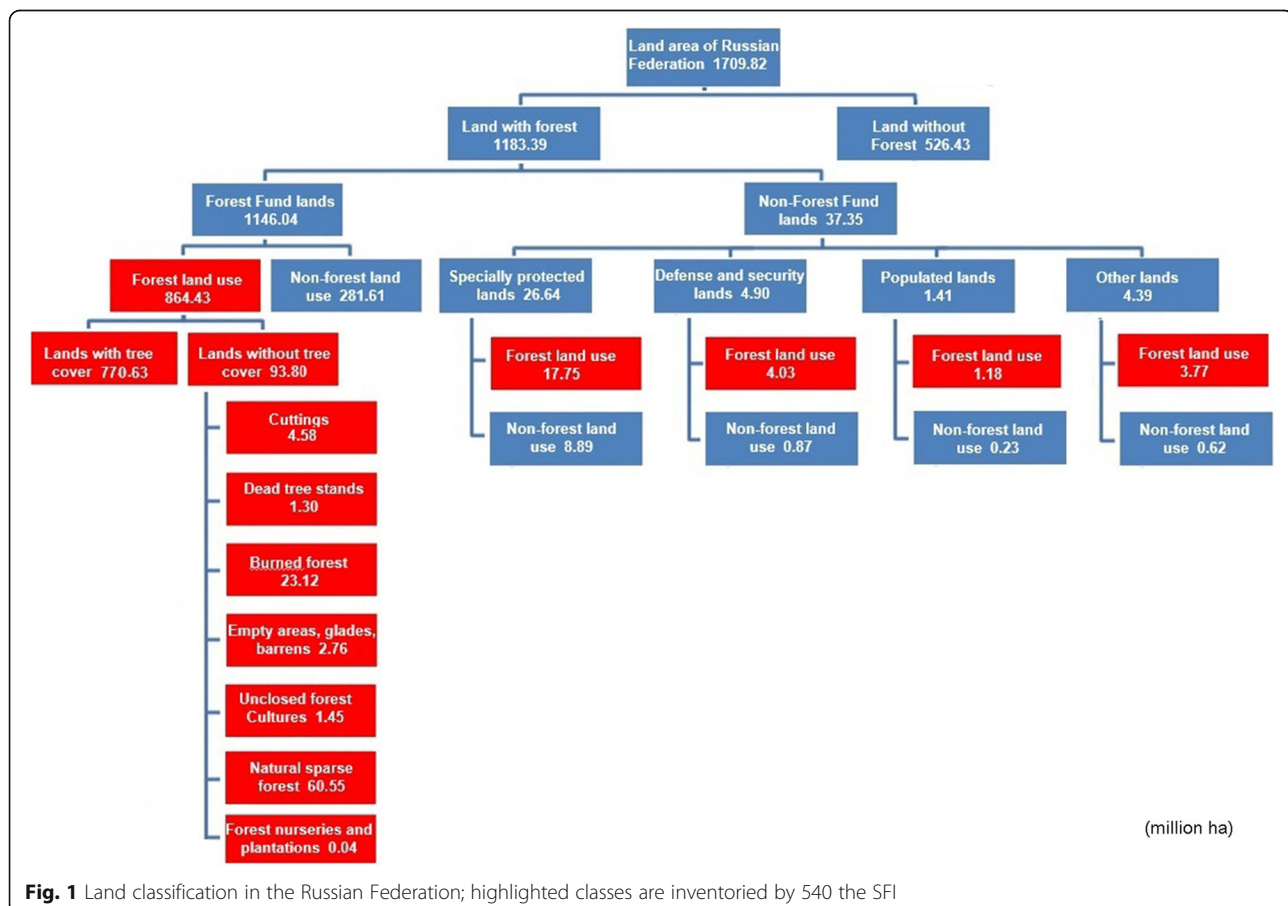 Land area of Russian
Federation 1709.82
Land with forest
1183.39
Land without
Forest 526.43
Forest Fund lands
1146.04
Non-Forest Fund
lands 37.35
Forest land use
864.43
Non-forest land
use 281.61
Specially protected
lands 26.64
Defense and security
lands 4.90
Populated lands
1.41
Other lands
4.39
Lands with tree
cover 770.63
Lands without tree
cover 93.80
Forest land use
17.75
Forest land use
4.03
Forest land use
1.18
Forest land use
3.77
Cuttings
4.58
Non-forest land
use 8.89
Non-forest land
use 0.87
Non-forest land
use 0.23
Non-forest land
use 0.62
Dead tree stands
1.30
Burned forest
23.12
Empty areas, glades,
barrens 2.76
Unclosed forest
Cultures 1.45
Natural sparse
forest 60.55
Forest nurseries and
plantations 0.04
(million ha)
Fig. 1 Land classification in the Russian Federation; highlighted classes are inventoried by 540 the SFI